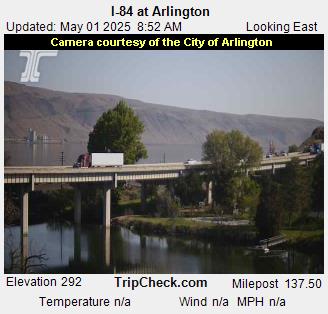 I-84 at Arlington
Updated: May 01 2025 8:52 AM Looking East
Camera courtesy of the City of Arlington
Elevation 292 TripCheck.com Milepost 137.50
Temperature n/a Wind n/a MPH n/a